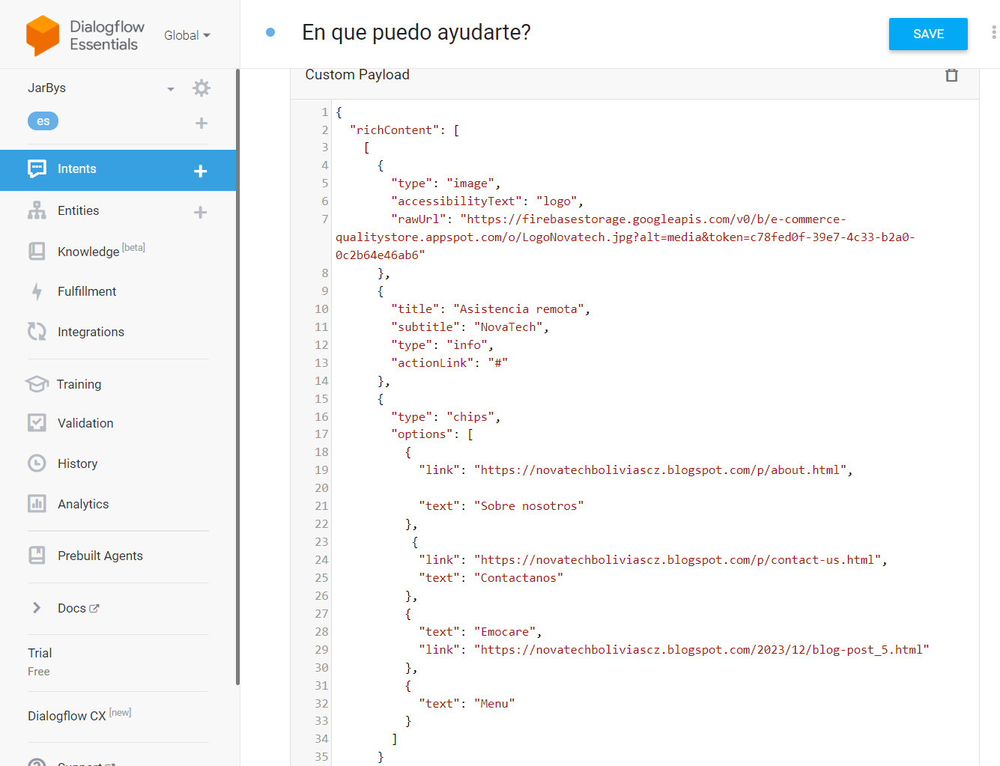 Dialogflow
Essentials
Global
En que puedo ayudarte?
SAVE
JarBys
es
Intents
Entities
Knowledge [beta]
Fulfillment
Integrations
Training
Validation
History
Analytics
Prebuilt Agents
Docs
Trial
Free
Dialogflow CX [new]
Support
Custom Payload
1 {
2 "richContent": [
3 [
4 {
5 "type": "image",
6 "accessibilityText": "logo",
7 "rawUrl": "https://firebasestorage.googleapis.com/v0/b/e-commerce-
qualitystore.appspot.com/o/LogoNovatech.jpg?alt=media&token=c78fed0f-39e7-4c33-b2a0-
0c2b64e46ab6"
8 },
9 {
10 "title": "Asistencia remota",
11 "subtitle": "NovaTech",
12 "type": "info",
13 "actionLink": "#"
14 },
15 {
16 "type": "chips",
17 "options": [
18 {
19 "link": "https://novatechboliviascz.blogspot.com/p/about.html",
20
21 "text": "Sobre nosotros"
22 },
23 {
24 "link": "https://novatechboliviascz.blogspot.com/p/contact-us.html",
25 "text": "Contactanos"
26 },
27 {
28 "text": "Emocare",
29 "link": "https://novatechboliviascz.blogspot.com/2023/12/blog-post_5.html"
30 },
31 {
32 "text": "Menu"
33 }
34 ]
35 }